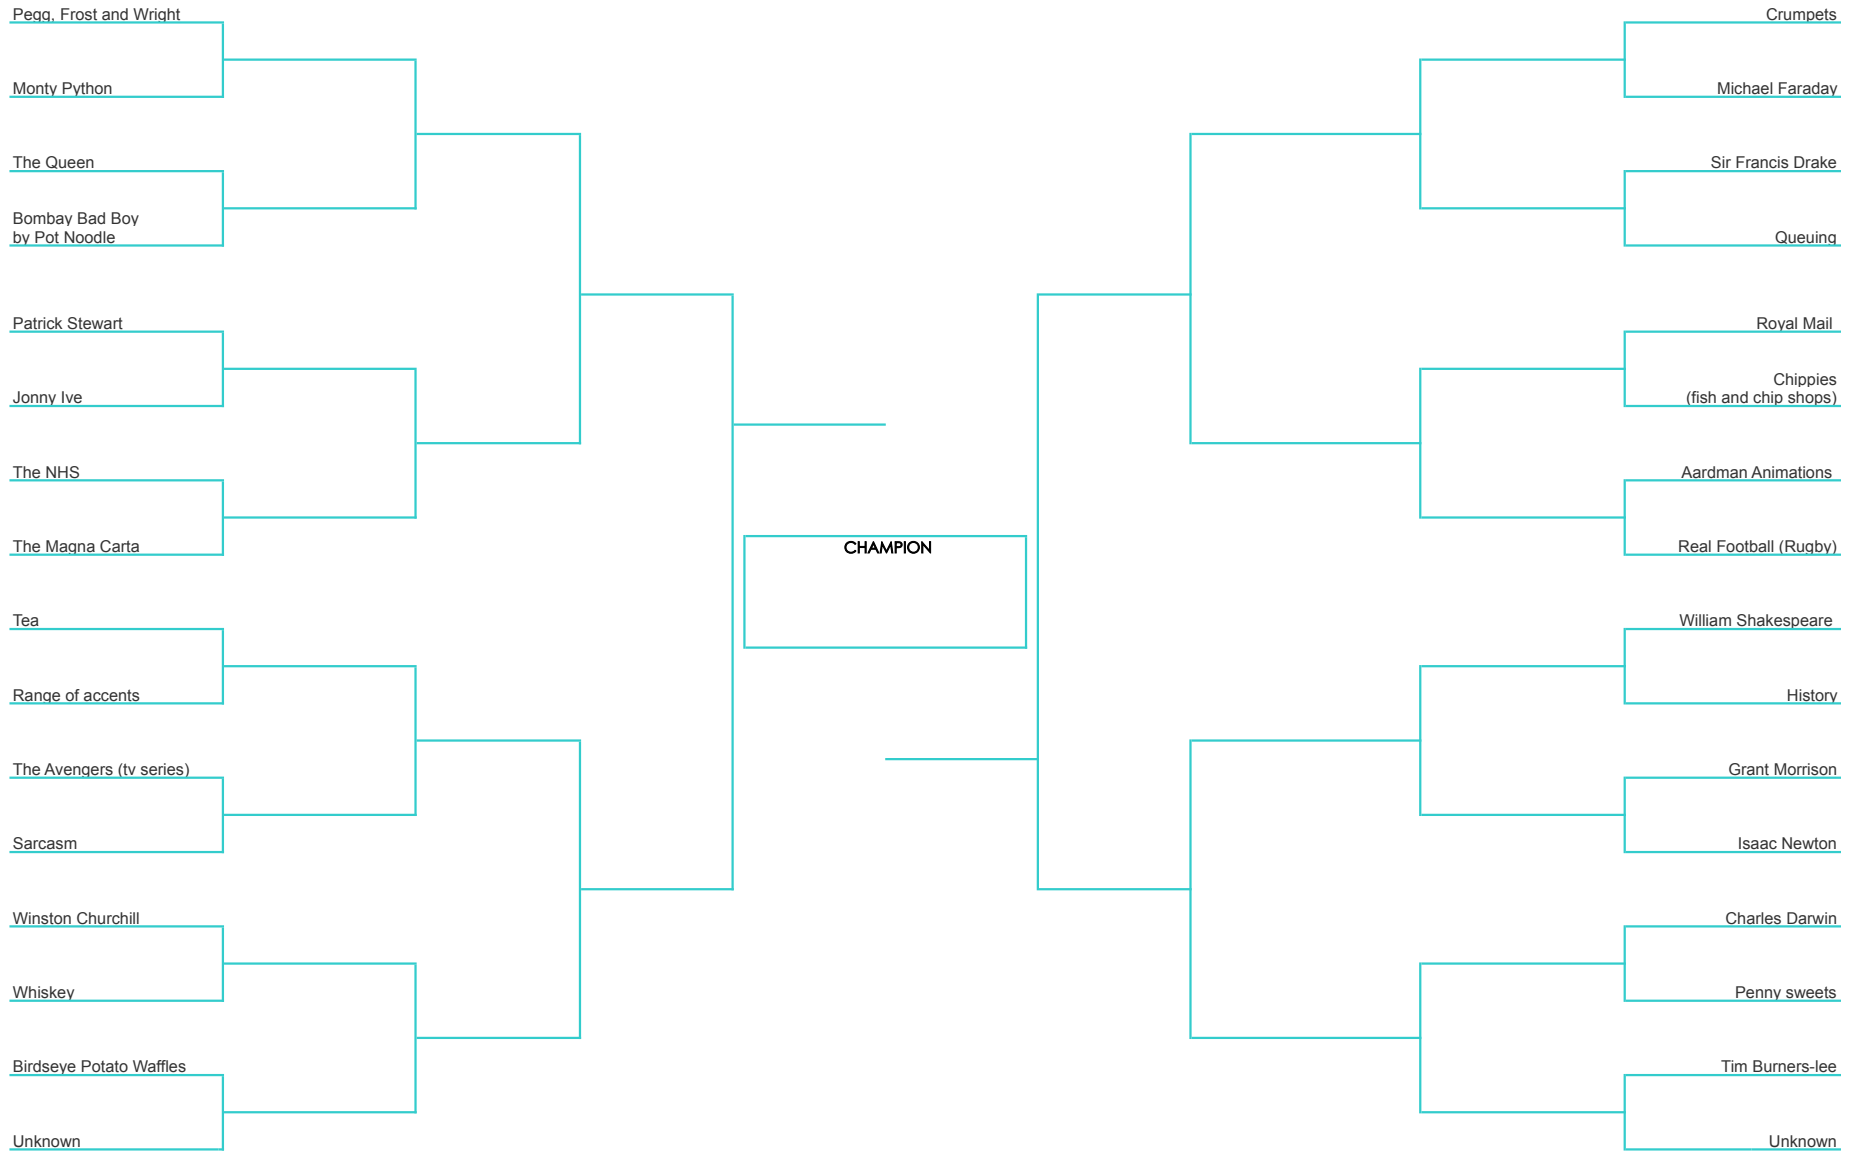 Pegg, Frost and Wright
Monty Python
The Queen
Bombay Bad Boy
by Pot Noodle
Patrick Stewart
Jonny Ive
The NHS
The Magna Carta
Tea
Range of accents
The Avengers (tv series)
Sarcasm
Winston Churchill
Whiskey
Birdseye Potato Waffles
Unknown
CHAMPION
Crumpets
Michael Faraday
Sir Francis Drake
Queuing
Royal Mail
Chippies
(fish and chip shops)
Aardman Animations
Real Football (Rugby)
William Shakespeare
History
Grant Morrison
Isaac Newton
Charles Darwin
Penny sweets
Tim Burners-lee
Unknown